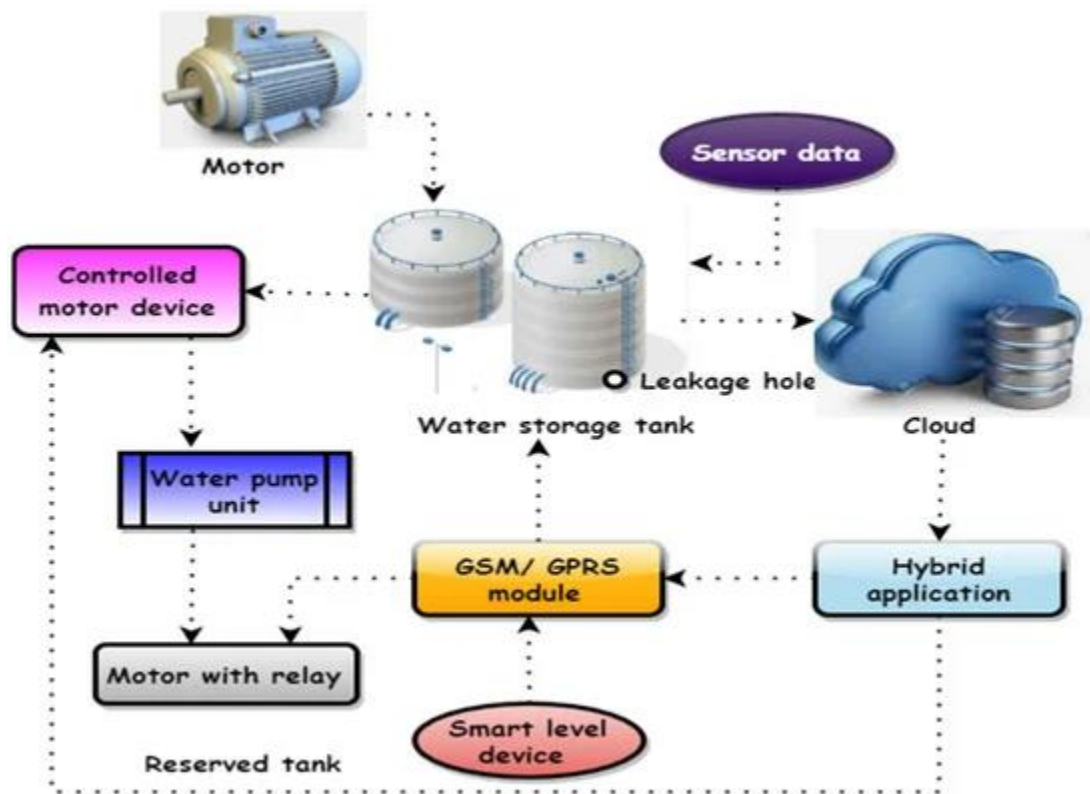 Motor
Sensor data
Controlled
motor device
Leakage hole
Water storage tank
Cloud
Water pump
unit
GSM/ GPRS
module
Hybrid
application
Motor with relay
Smart level
device
Reserved tank